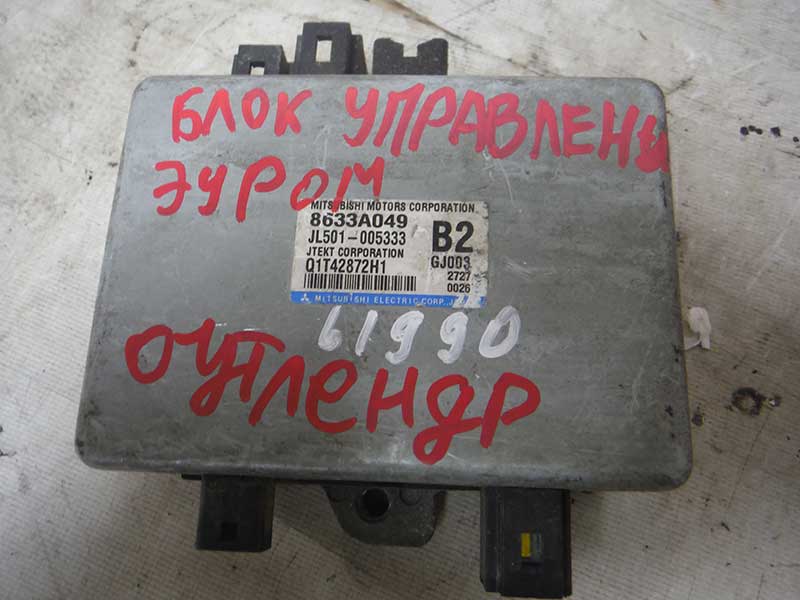 БЛОК УПРАВЛЕНИ
ЭУРОМ
MITSUBISHI MOTORS CORPORATION
8633A049
JL501-005333
B2
JTEKT CORPORATION
GJ003
Q1T42872H1
2727
0026
MITSUBISHI ELECTRIC CORP.,
61990
ОУТЛЕНДР